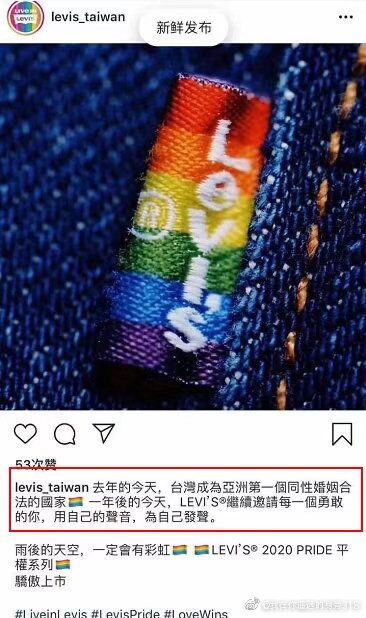 levis_taiwan
新鲜发布
Levi's
®
53次赞
levis_taiwan 去年的今天，台灣成為亞洲第一個同性婚姻合
法的國家🏳️‍🌈 一年後的今天，LEVI'S®繼續邀請每一個勇敢
的你，用自己的聲音，為自己發聲。
雨後的天空，一定會有彩虹🏳️‍🌈 🏳️‍🌈LEVI'S® 2020 PRIDE 平
權系列🏳️‍🌈
驕傲上市
#LiveinLevis #LevisPride #LoveWins